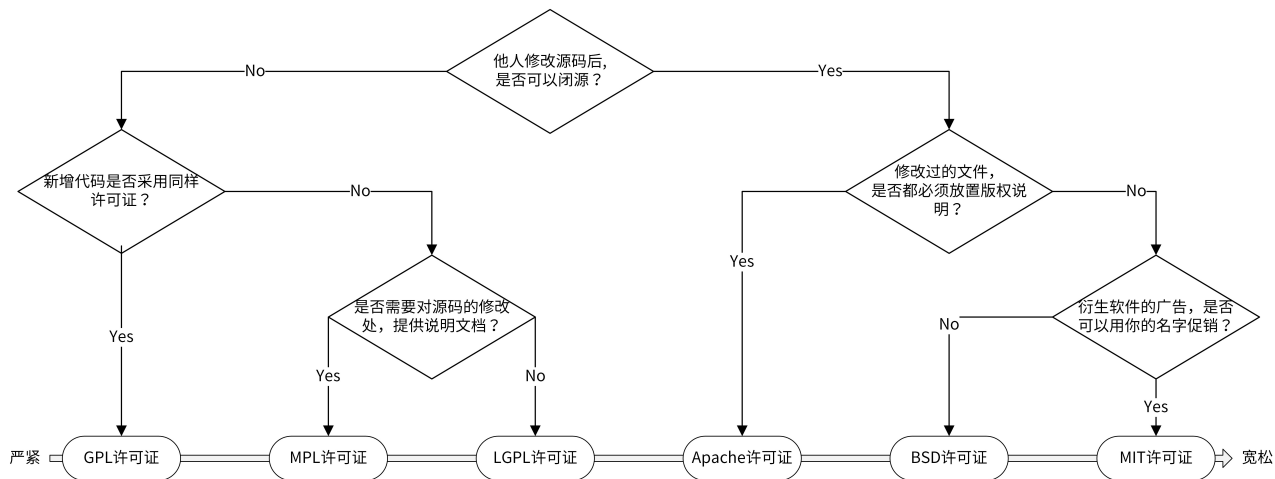 他人修改源码后，
是否可以闭源？
No
Yes
新增代码是否采用同样
许可证？
No
修改过的文件，
是否都必须放置版权说
明？
No
Yes
是否需要对源码的修改
处，提供说明文档？
衍生软件的广告，是否
可以用你的名字促销？
No
Yes
Yes
No
Yes
严紧
GPL许可证
MPL许可证
LGPL许可证
Apache许可证
BSD许可证
MIT许可证
宽松